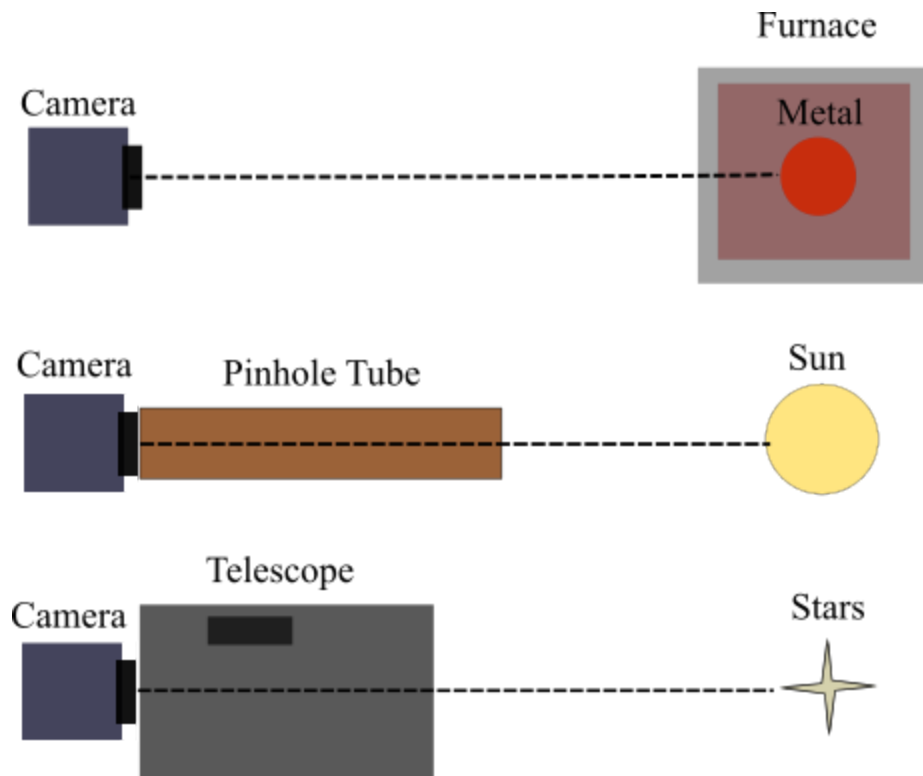 Furnace
Camera
Metal
Camera
Pinhole Tube
Sun
Telescope
Camera
Stars